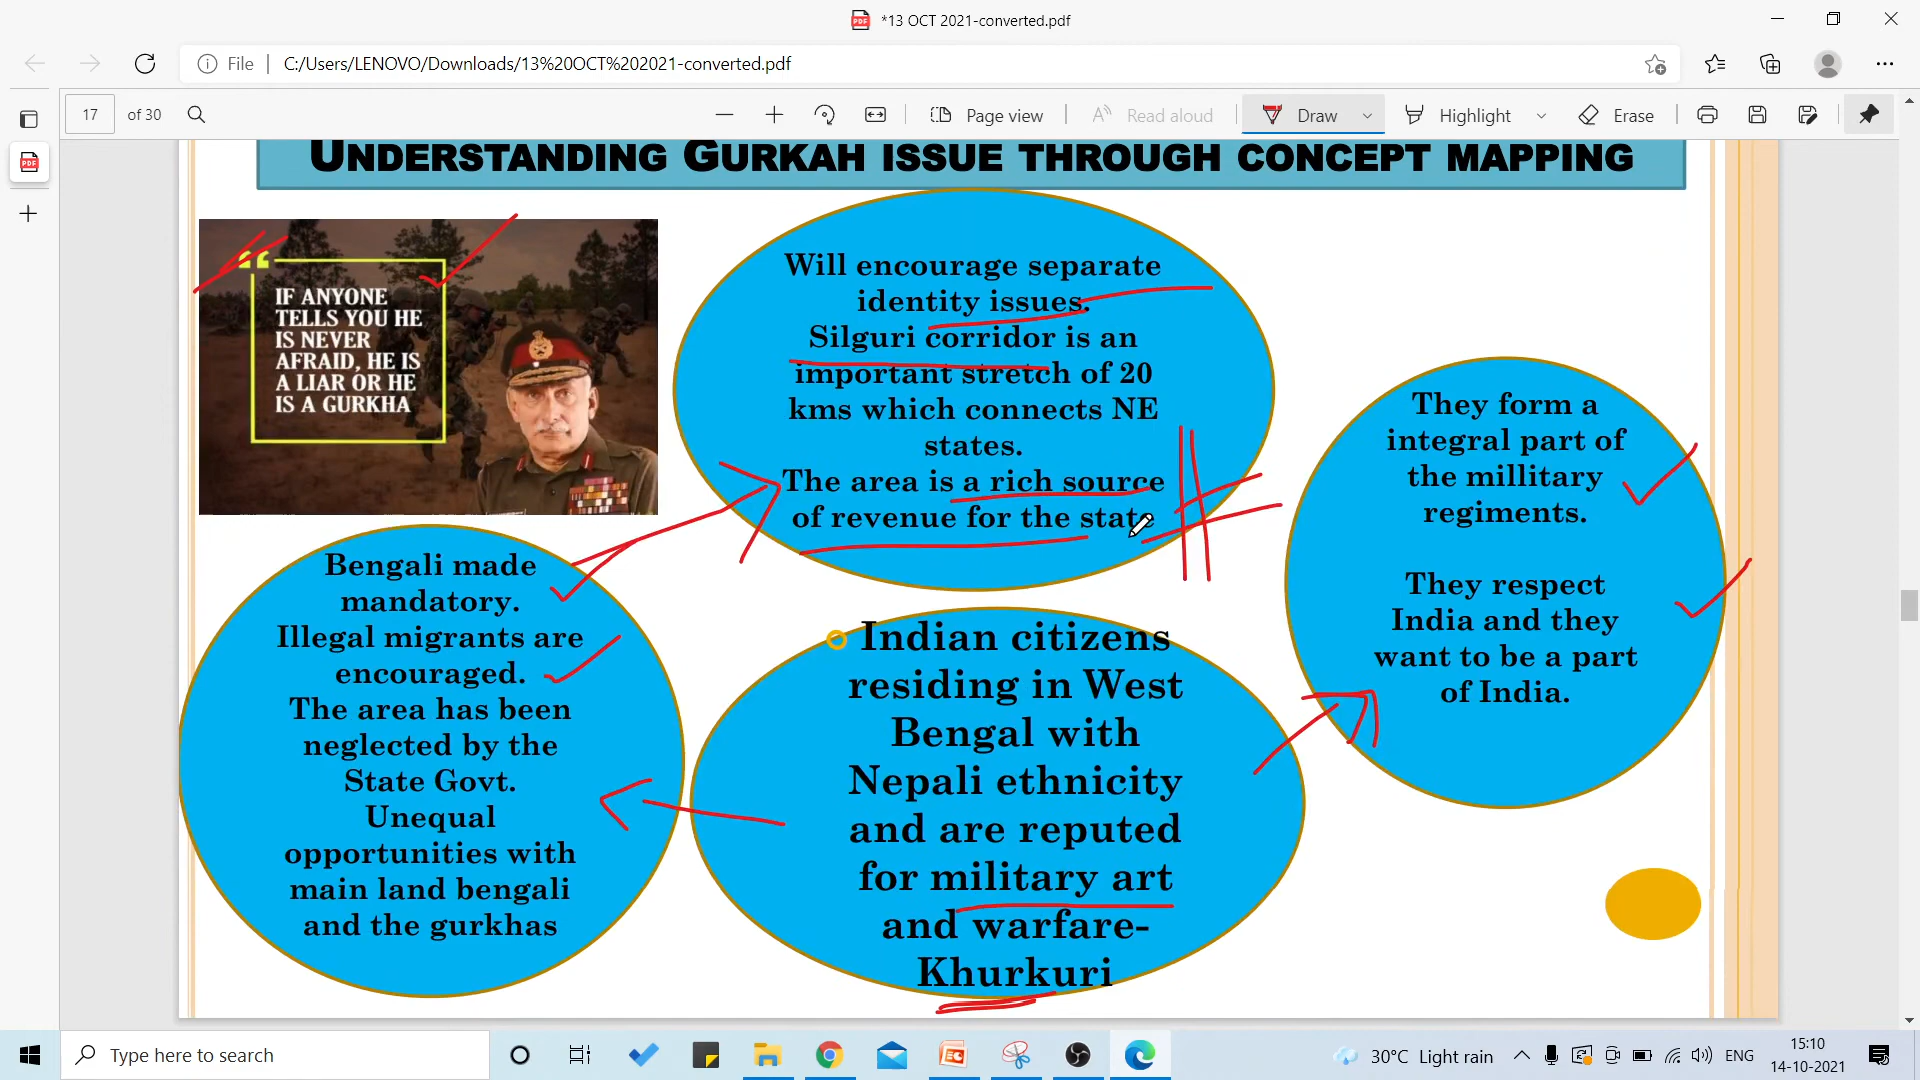 *13 OCT 2021-converted.pdf
File
C:/Users/LENOVO/Downloads/13%20OCT%202021-converted.pdf
17 of 30
Page view
Read aloud
Draw
Highlight
Erase
UNDERSTANDING GURKAH ISSUE THROUGH CONCEPT MAPPING
IF ANYONE
TELLS YOU HE
IS NEVER
AFRAID, HE IS
A LIAR OR HE
IS A GURKHA
Will encourage separate
identity issues.
Silguri corridor is an
important stretch of 20
kms which connects NE
states.
The area is a rich source
of revenue for the state
They form a
integral part of
the millitary
regiments.
They respect
India and they
want to be a part
of India.
Bengali made
mandatory.
Illegal migrants are
encouraged.
The area has been
neglected by the
State Govt.
Unequal
opportunities with
main land bengali
and the gurkhas
Indian citizens
residing in West
Bengal with
Nepali ethnicity
and are reputed
for military art
and warfare-
Khurkuri
Type here to search
30°C Light rain
ENG
15:10
14-10-2021